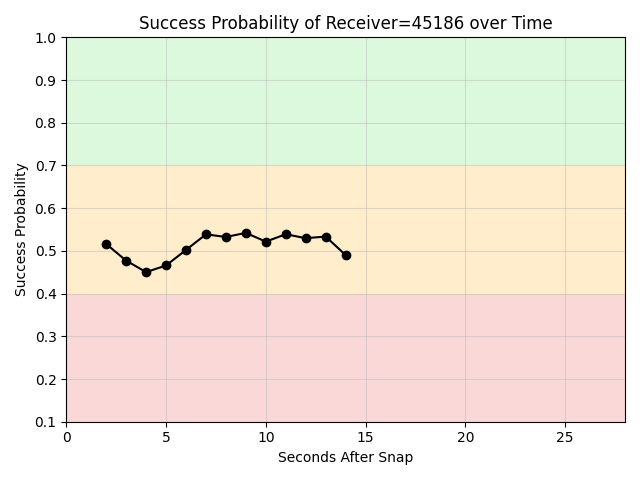 Success Probability of Receiver=45186 over Time
1.0
0.9
0.8
0.7
0.6
0.5
0.4
0.3
0.2
0.1
Success Probability
0 5 10 15 20 25
Seconds After Snap